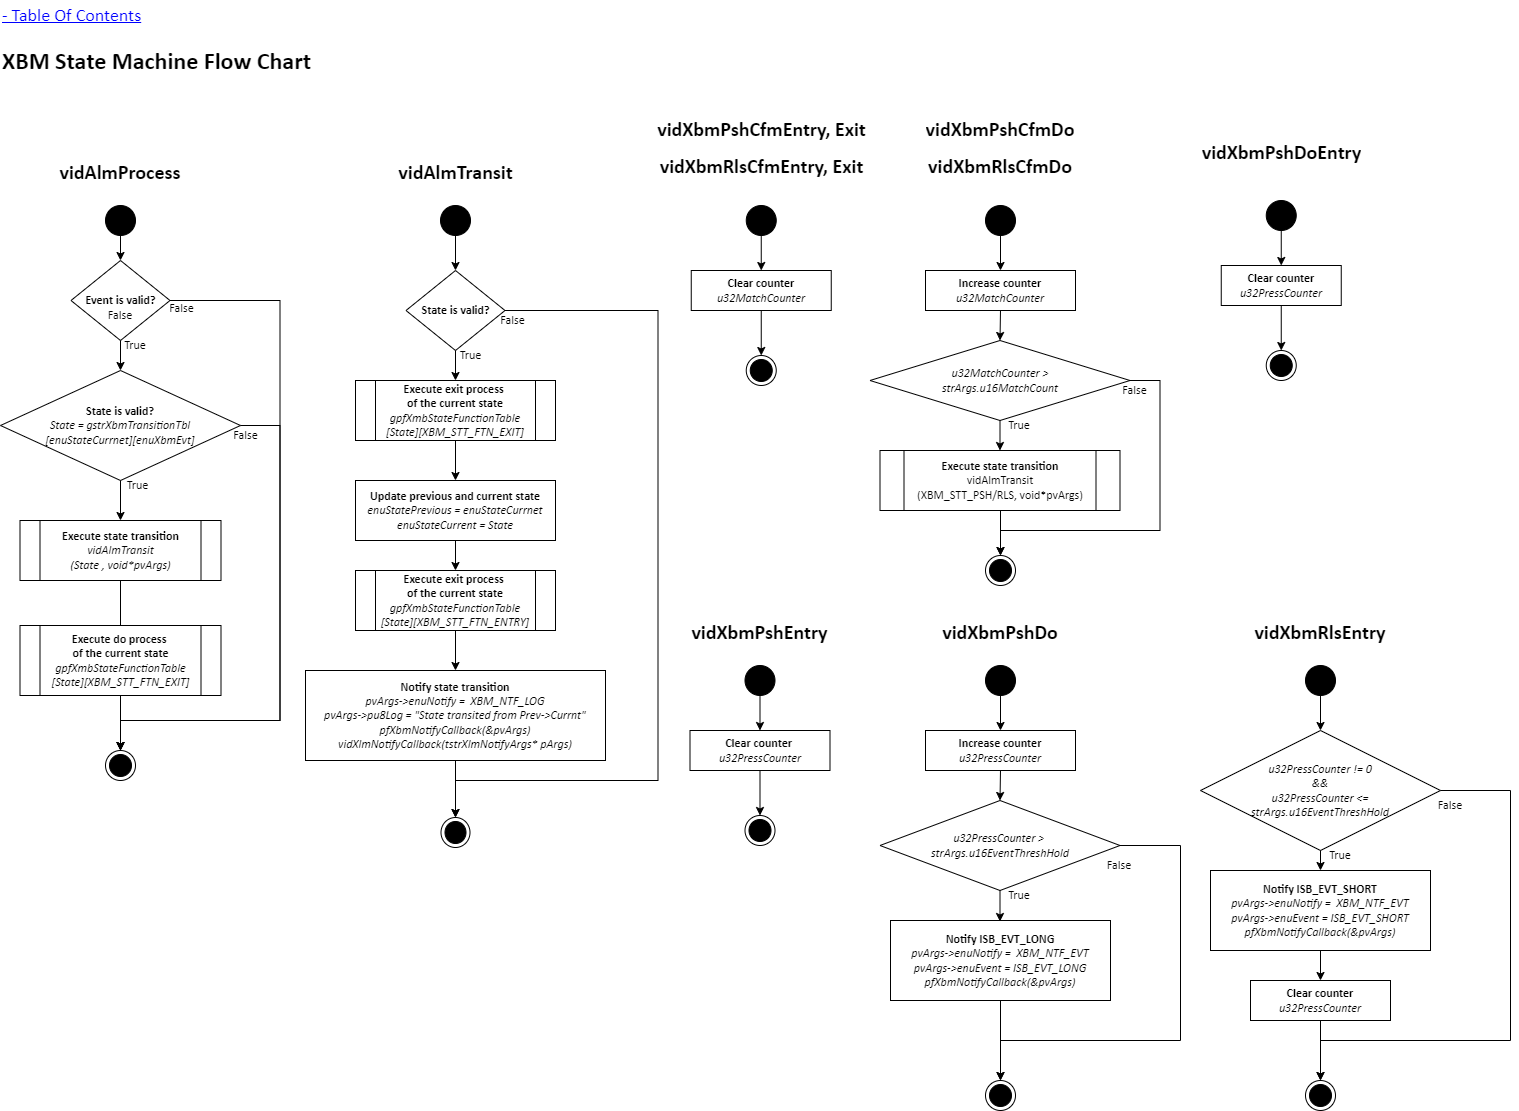 - Table Of Contents
XBM State Machine Flow Chart
vidAlmProcess
Event is valid?
False
False
True
State is valid?
State = gstrXbmTransitionTbl
[enuStateCurrnet][enuXbmEvt]
False
True
Execute state transition
vidAlmTransit
(State , void*pvArgs)
Execute do process
of the current state
gpfXmbStateFunctionTable
[State][XBM_STT_FTN_EXIT]
vidAlmTransit
State is valid?
False
True
Execute exit process
of the current state
gpfXmbStateFunctionTable
[State][XBM_STT_FTN_EXIT]
Update previous and current state
enuStatePrevious = enuStateCurrnet
enuStateCurrent = State
Execute exit process
of the current state
gpfXmbStateFunctionTable
[State][XBM_STT_FTN_ENTRY]
Notify state transition
pvArgs->enuNotify = XBM_NTF_LOG
pvArgs->pu8Log = "State transited from Prev->Currnt"
pfXbmNotifyCallback(&pvArgs)
vidXlmNotifyCallback(tstrXlmNotifyArgs* pArgs)
vidXbmPshCfmEntry, Exit
vidXbmRlsCfmEntry, Exit
Clear counter
u32MatchCounter
vidXbmPshCfmDo
vidXbmRlsCfmDo
Increase counter
u32MatchCounter
u32MatchCounter >
strArgs.u16MatchCount
False
True
Execute state transition
vidAlmTransit
(XBM_STT_PSH/RLS, void*pvArgs)
vidXbmPshDoEntry
Clear counter
u32PressCounter
vidXbmPshEntry
Clear counter
u32PressCounter
vidXbmPshDo
Increase counter
u32PressCounter
u32PressCounter >
strArgs.u16EventThreshHold
False
True
Notify ISB_EVT_LONG
pvArgs->enuNotify = XBM_NTF_EVT
pvArgs->enuEvent = ISB_EVT_LONG
pfXbmNotifyCallback(&pvArgs)
vidXbmRlsEntry
u32PressCounter != 0
&&
u32PressCounter <=
strArgs.u16EventThreshHold
False
True
Notify ISB_EVT_SHORT
pvArgs->enuNotify = XBM_NTF_EVT
pvArgs->enuEvent = ISB_EVT_SHORT
pfXbmNotifyCallback(&pvArgs)
Clear counter
u32PressCounter